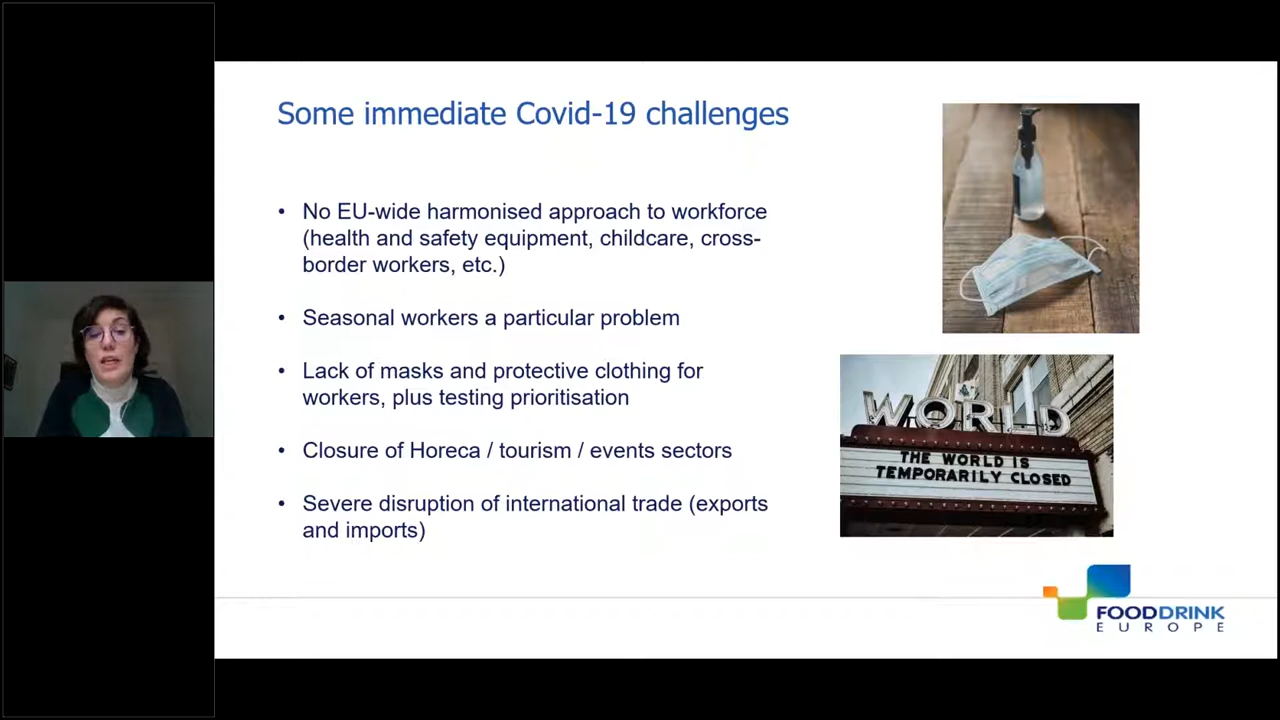 Some immediate Covid-19 challenges
• No EU-wide harmonised approach to workforce
(health and safety equipment, childcare, cross-
border workers, etc.)
• Seasonal workers a particular problem
• Lack of masks and protective clothing for
workers, plus testing prioritisation
• Closure of Horeca / tourism / events sectors
• Severe disruption of international trade (exports
and imports)
WORLD
THE WORLD IS
TEMPORARILY CLOSED
FOODDRINK
EUROPE